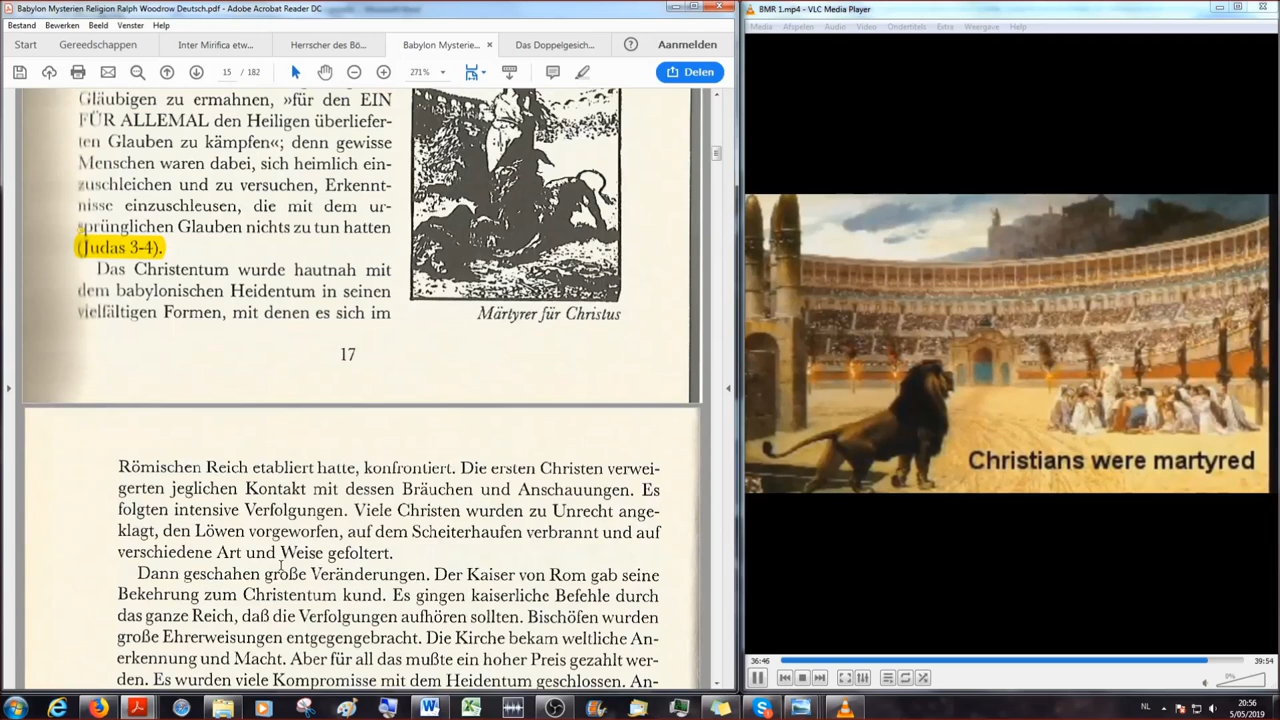 Babylon Mysterien Religion Ralph Woodrow Deutsch.pdf - Adobe Acrobat Reader DC
Bestand Bewerken Beeld Venster Help
Start Gereedschappen Inter Mirifica etw... Herrscher des Bö... Babylon Mysterie... × Das Doppelgesich... Aanmelden
15 / 182 271% Delen
Gläubigen zu ermahnen, »für den EIN
FÜR ALLEMAL den Heiligen überliefer-
ten Glauben zu kämpfen«; denn gewisse
Menschen waren dabei, sich heimlich ein-
zuschleichen und zu versuchen, Erkennt-
nisse einzuschleusen, die mit dem ur-
sprünglichen Glauben nichts zu tun hatten
(Judas 3-4).
Das Christentum wurde hautnah mit
dem babylonischen Heidentum in seinen
vielfältigen Formen, mit denen es sich im
Märtyrer für Christus
17
Römischen Reich etabliert hatte, konfrontiert. Die ersten Christen verwei-
gerten jeglichen Kontakt mit dessen Bräuchen und Anschauungen. Es
folgten intensive Verfolgungen. Viele Christen wurden zu Unrecht ange-
klagt, den Löwen vorgeworfen, auf dem Scheiterhaufen verbrannt und auf
verschiedene Art und Weise gefoltert.
Dann geschahen große Veränderungen. Der Kaiser von Rom gab seine
Bekehrung zum Christentum kund. Es gingen kaiserliche Befehle durch
das ganze Reich, daß die Verfolgungen aufhören sollten. Bischöfen wurden
große Ehrerweisungen entgegengebracht. Die Kirche bekam weltliche An-
erkennung und Macht. Aber für all das mußte ein hoher Preis gezahlt wer-
den. Es wurden viele Kompromisse mit dem Heidentum geschlossen. An-
BMR 1.mp4 - VLC Media Player
Media Afspelen Audio Video Ondertitels Extra Weergave Help
Christians were martyred
36:46 39:54
0%
NL 20:56
5/05/2019